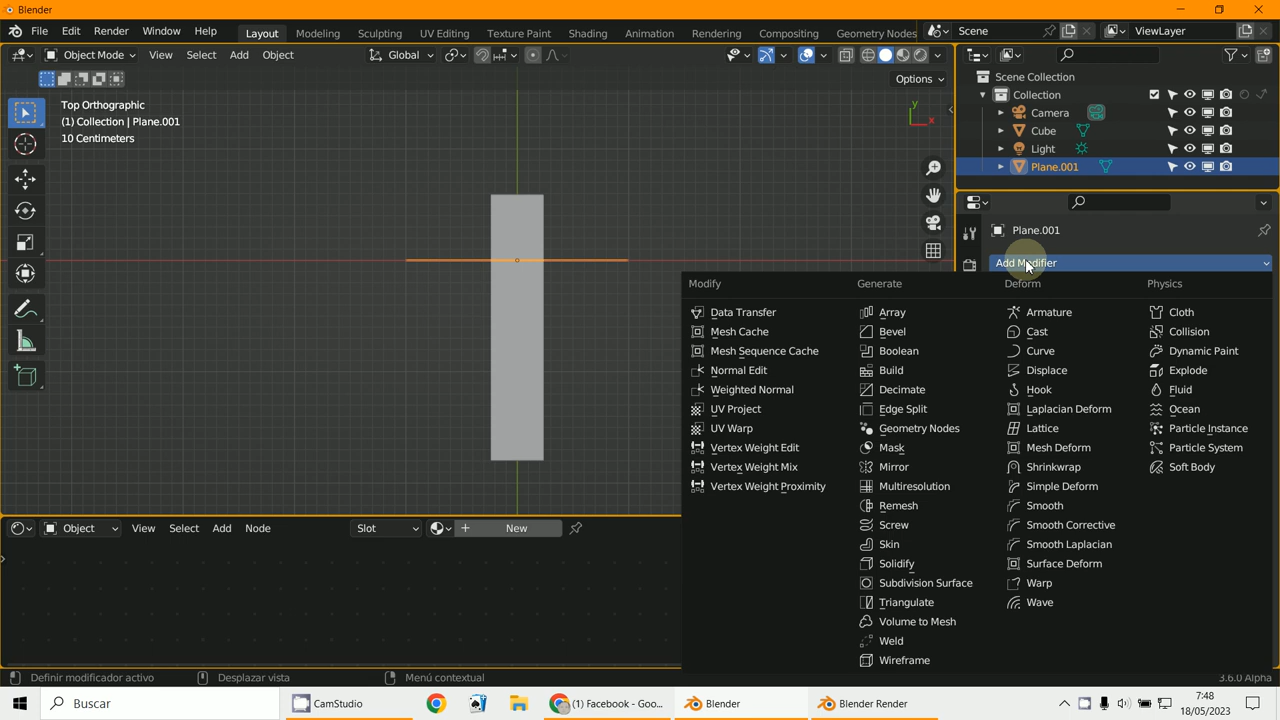 Blender
File Edit Render Window Help Layout Modeling Sculpting UV Editing Texture Paint Shading Animation Rendering Compositing Geometry Nodes Scene ViewLayer
Object Mode View Select Add Object Global
Options
Top Orthographic
(1) Collection | Plane.001
10 Centimeters
y
x
Scene Collection
Collection
Camera
Cube
Light
Plane.001
Plane.001
Add Modifier
Modify Generate Deform Physics
Data Transfer Array Armature Cloth
Mesh Cache Bevel Cast Collision
Mesh Sequence Cache Boolean Curve Dynamic Paint
Normal Edit Build Displace Explode
Weighted Normal Decimate Hook Fluid
UV Project Edge Split Laplacian Deform Ocean
UV Warp Geometry Nodes Lattice Particle Instance
Vertex Weight Edit Mask Mesh Deform Particle System
Vertex Weight Mix Mirror Shrinkwrap Soft Body
Vertex Weight Proximity Multiresolution Simple Deform
Remesh Smooth
Screw Smooth Corrective
Skin Smooth Laplacian
Solidify Surface Deform
Subdivision Surface Warp
Triangulate Wave
Volume to Mesh
Weld
Wireframe
Object View Select Add Node Slot New
Definir modificador activo Desplazar vista Menú contextual 3.6.0 Alpha
Buscar CamStudio (1) Facebook - Goo... Blender Blender Render 7:48
18/05/2023